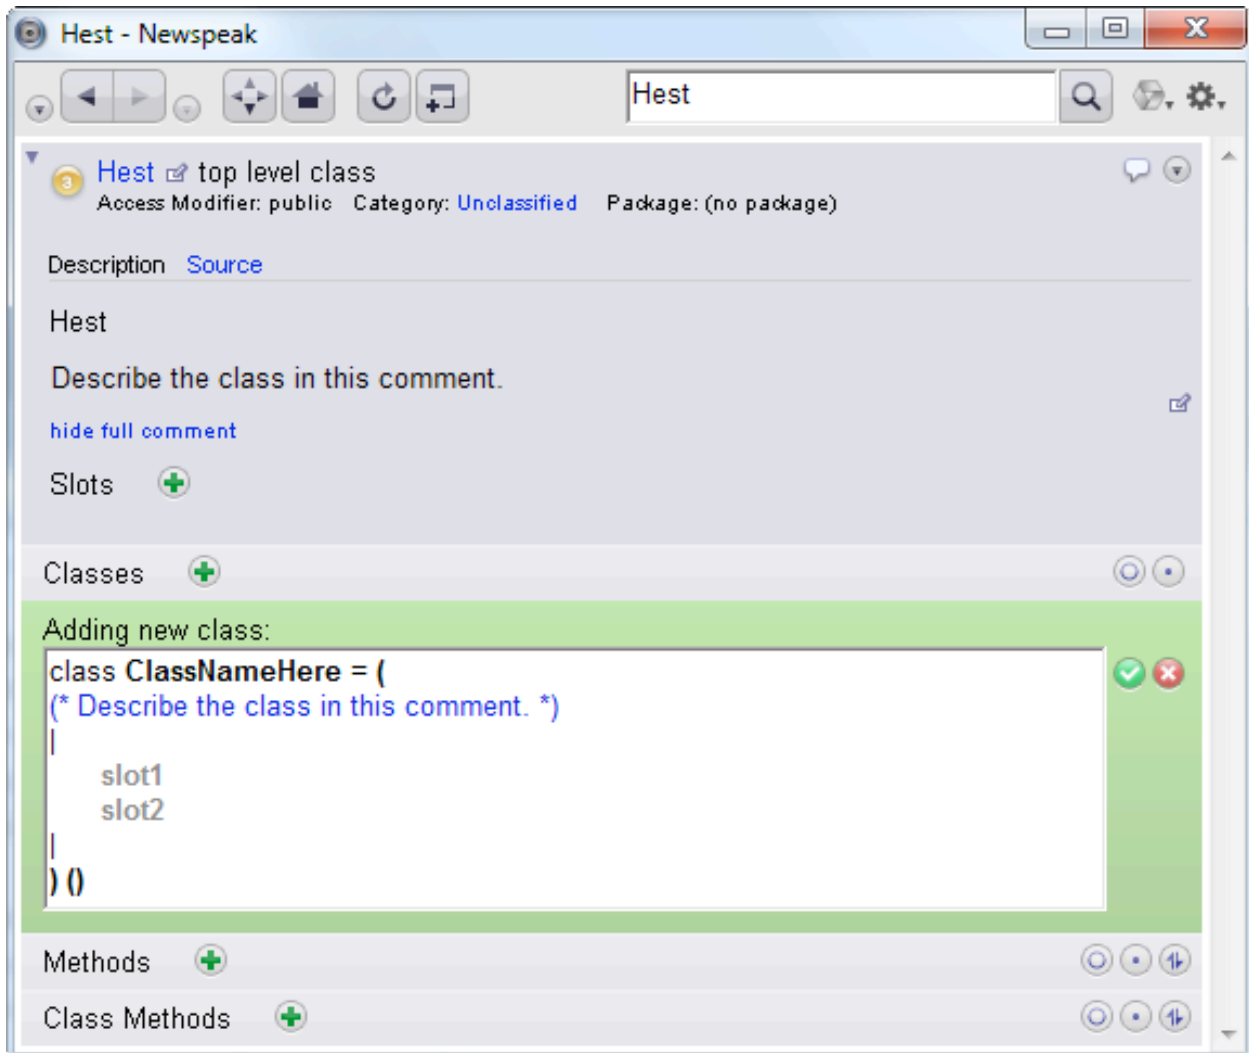 Hest - Newspeak
Hest
3
Hest top level class
Access Modifier: public Category: Unclassified Package: (no package)
Description Source
Hest
Describe the class in this comment.
hide full comment
Slots
Classes
Adding new class:
class ClassNameHere = (
(* Describe the class in this comment. *)
|
slot1
slot2
|
) ()
Methods
Class Methods